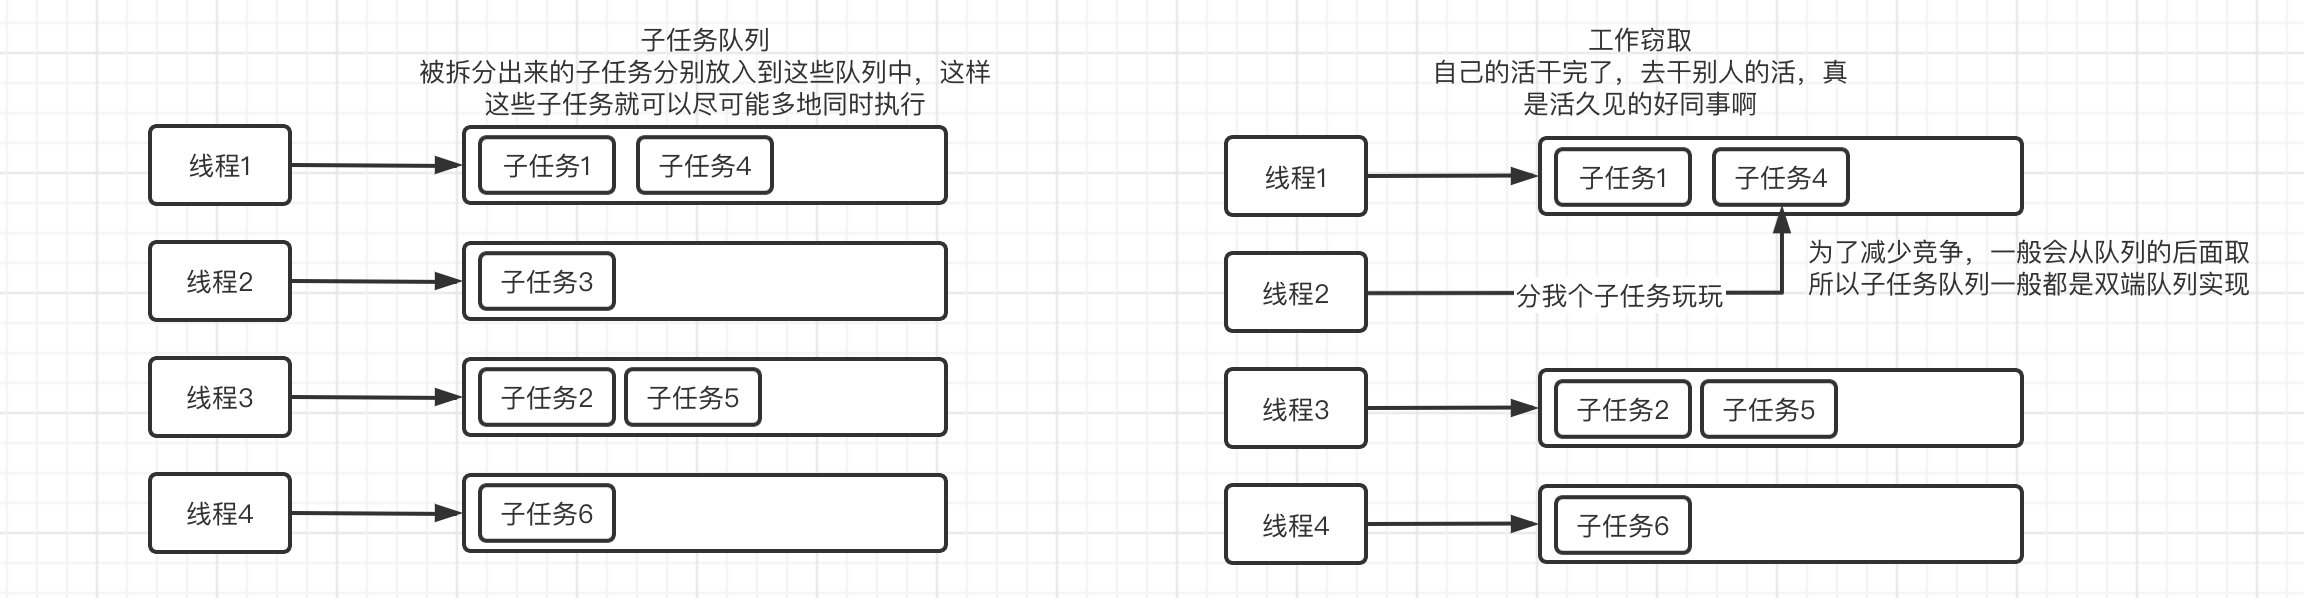 子任务队列
被拆分出来的子任务分别放入到这些队列中，这样
这些子任务就可以尽可能多地同时执行
线程1
子任务1
子任务4
线程2
子任务3
线程3
子任务2
子任务5
线程4
子任务6
工作窃取
自己的活干完了，去干别人的活，真
是活久见的好同事啊
线程1
子任务1
子任务4
线程2
分我个子任务玩玩
为了减少竞争，一般会从队列的后面取
所以子任务队列一般都是双端队列实现
线程3
子任务2
子任务5
线程4
子任务6